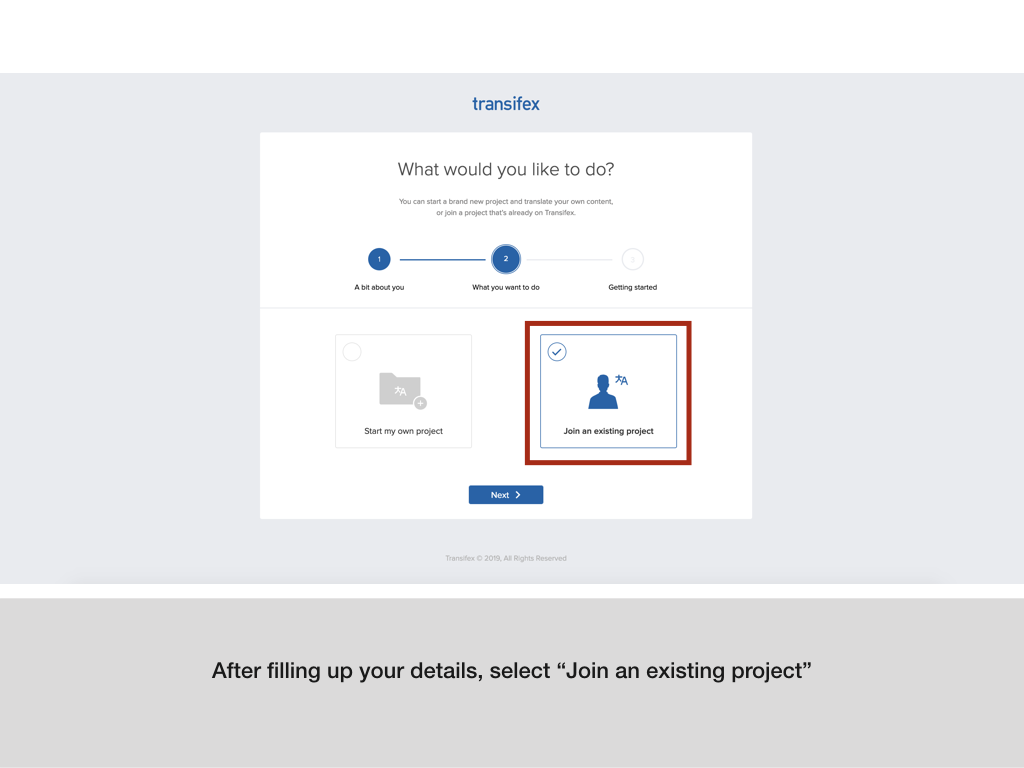 transifex
What would you like to do?
You can start a brand new project and translate your own content,
or join a project that's already on Transifex.
1
2
3
A bit about you
What you want to do
Getting started
Start my own project
Join an existing project
Next
Transifex © 2019, All Rights Reserved
After filling up your details, select “Join an existing project”